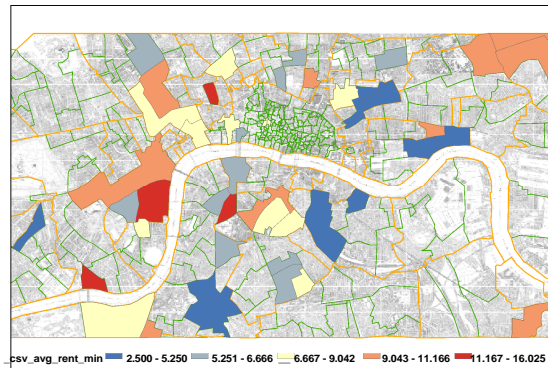 _csv_avg_rent_min 2.500 - 5.250 5.251 - 6.666 6.667 - 9.042 9.043 - 11.166 11.167 - 16.025